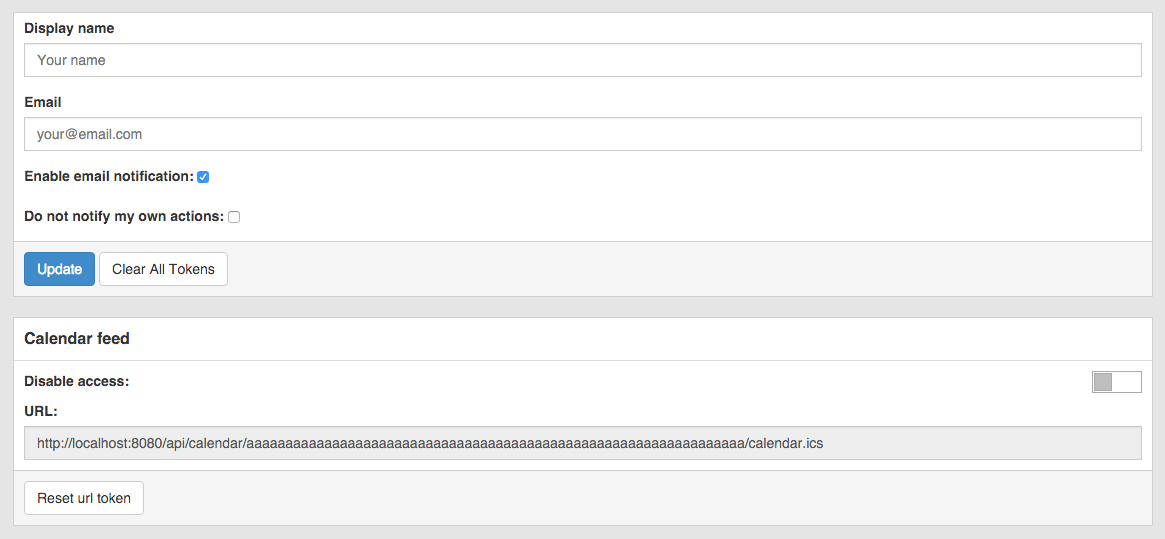 Display name
Your name
Email
your@email.com
Enable email notification:
Do not notify my own actions:
Update Clear All Tokens
Calendar feed
Disable access:
URL:
http://localhost:8080/api/calendar/aaaaaaaaaaaaaaaaaaaaaaaaaaaaaaaaaaaaaaaaaaaaaaaaaaaaaaaaaaaaaaaa/calendar.ics
Reset url token